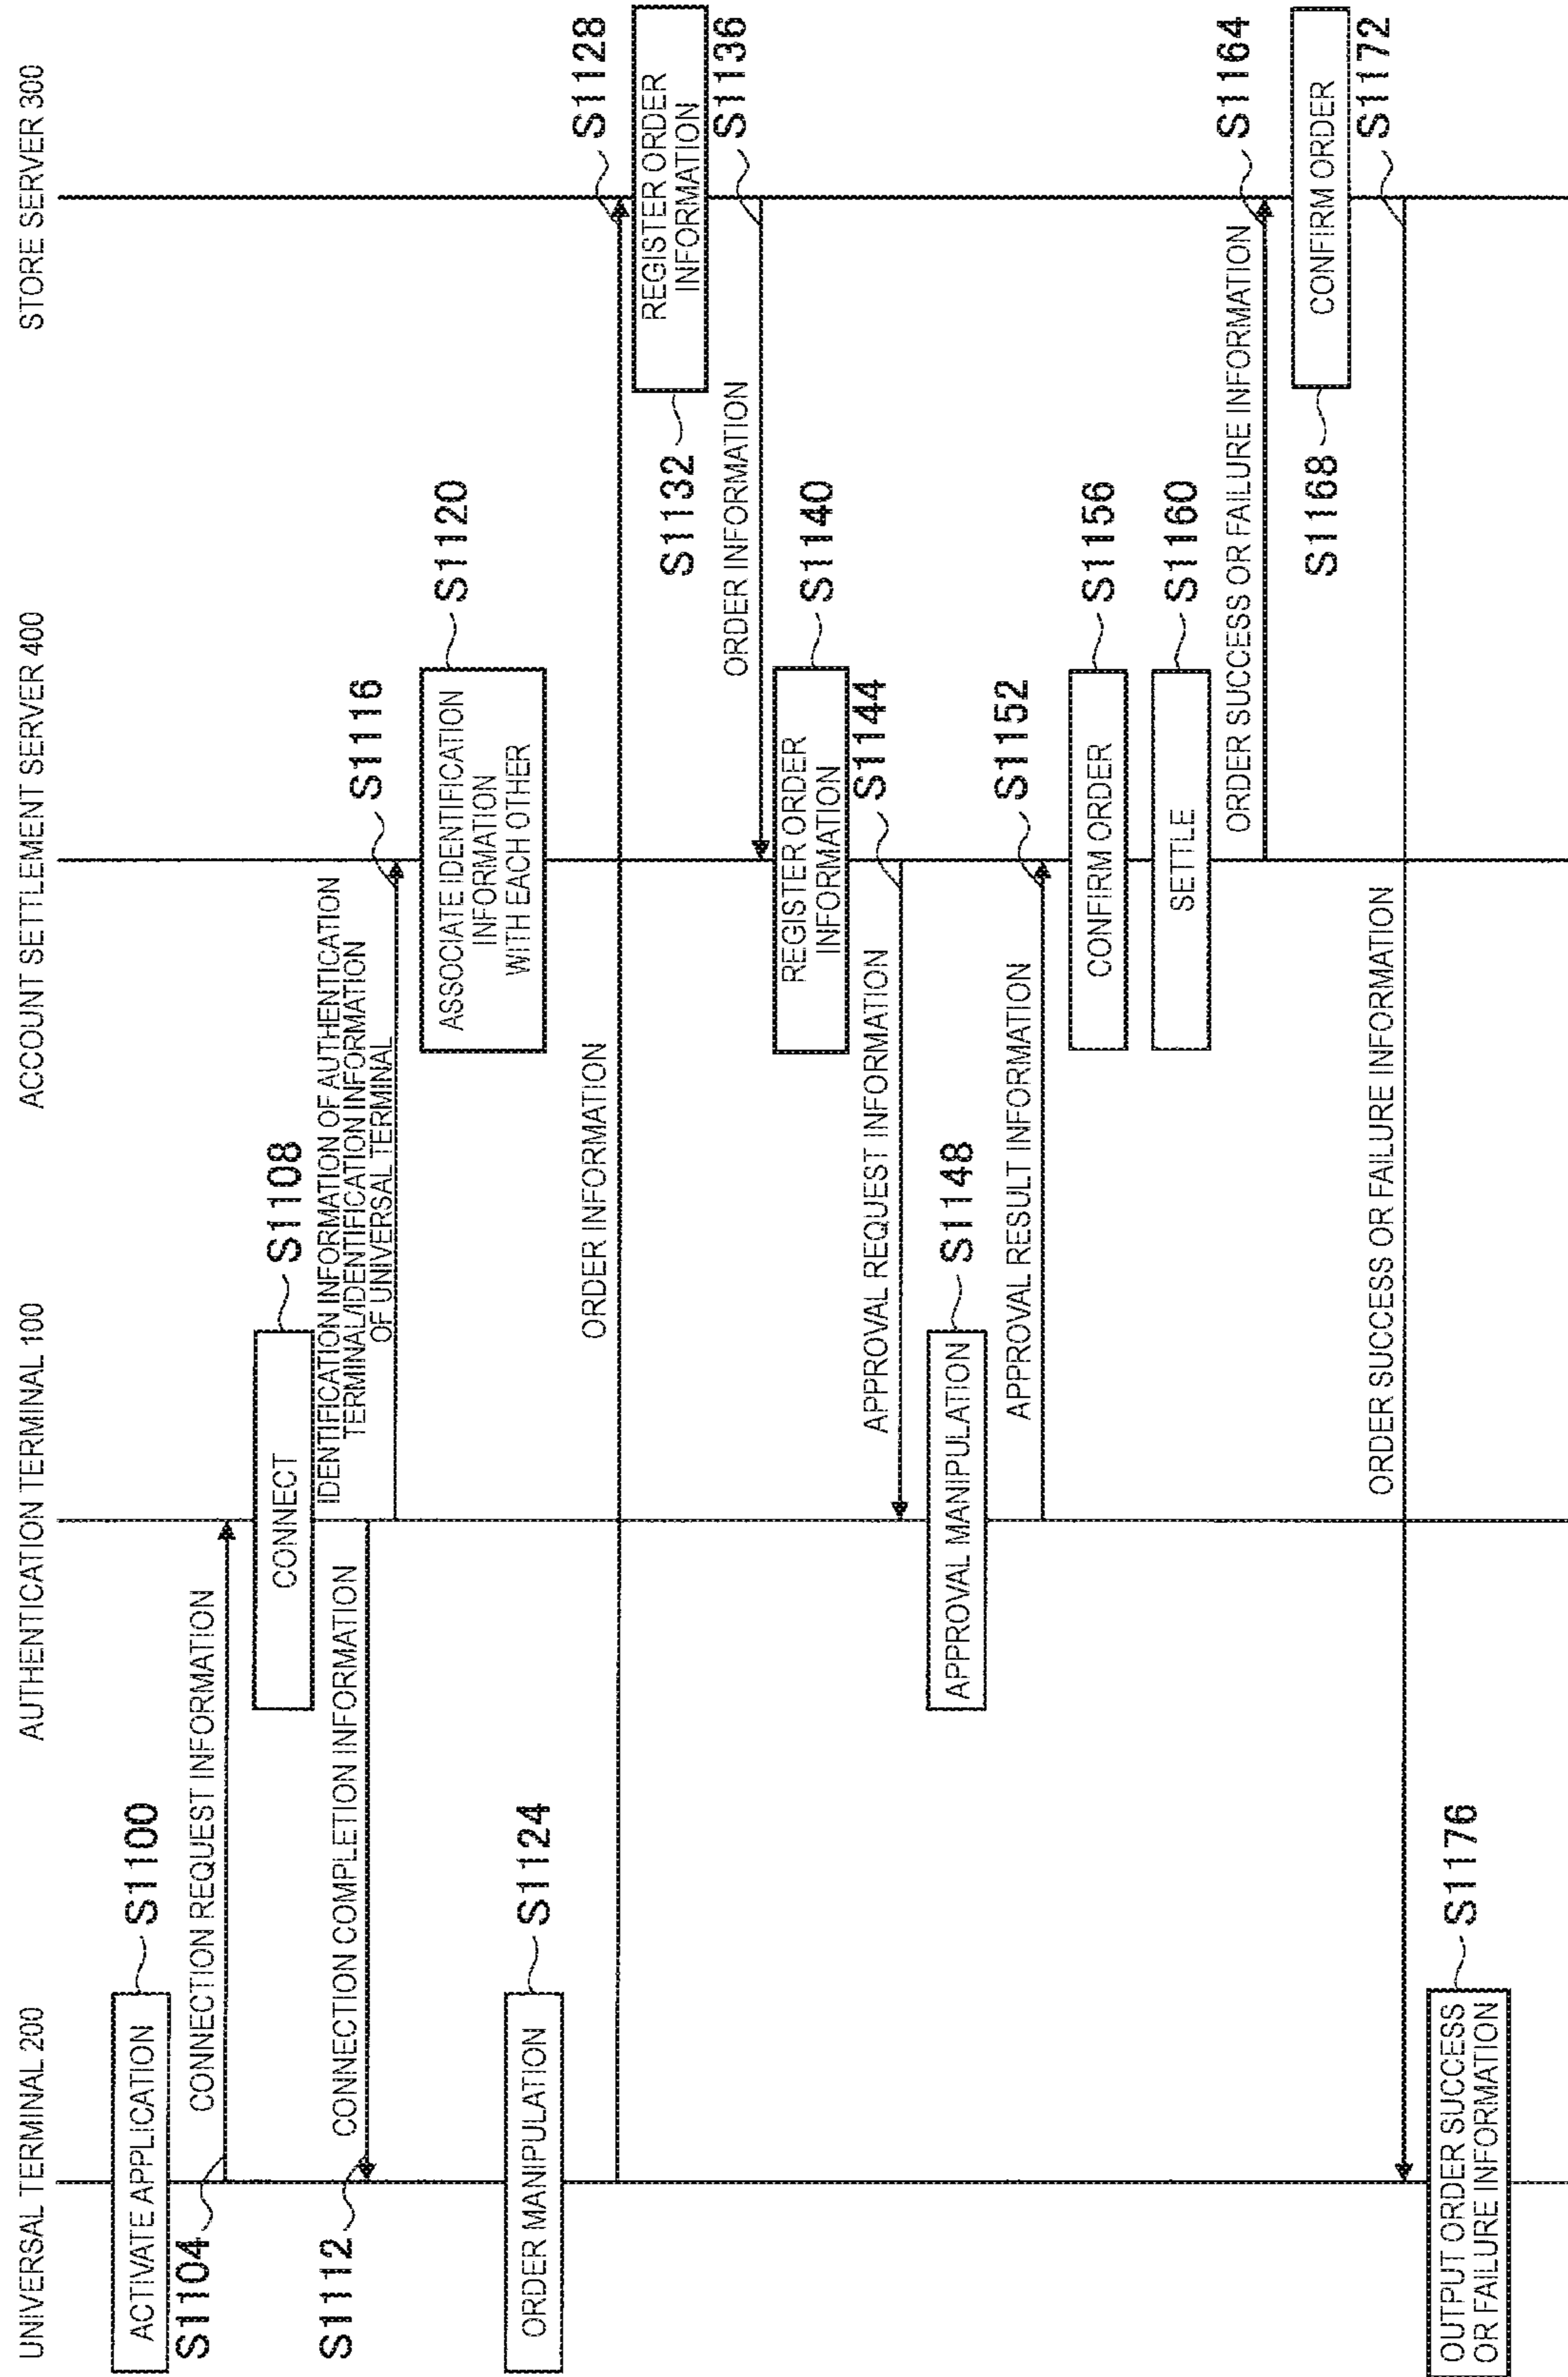 UNIVERSAL TERMINAL 200
AUTHENTICATION TERMINAL 100
ACCOUNT SETTLEMENT SERVER 400
STORE SERVER 300
ACTIVATE APPLICATION
S1100
S1104
CONNECTION REQUEST INFORMATION
CONNECT
S1108
S1112
CONNECTION COMPLETION INFORMATION
IDENTIFICATION INFORMATION OF AUTHENTICATION
TERMINAL/IDENTIFICATION INFORMATION
OF UNIVERSAL TERMINAL
S1116
ASSOCIATE IDENTIFICATION
INFORMATION
WITH EACH OTHER
S1120
ORDER MANIPULATION
S1124
ORDER INFORMATION
S1128
REGISTER ORDER
INFORMATION
S1132
S1136
ORDER INFORMATION
REGISTER ORDER
INFORMATION
S1140
S1144
APPROVAL REQUEST INFORMATION
APPROVAL MANIPULATION
S1148
APPROVAL RESULT INFORMATION
S1152
CONFIRM ORDER
S1156
SETTLE
S1160
ORDER SUCCESS OR FAILURE INFORMATION
S1164
CONFIRM ORDER
S1168
S1172
ORDER SUCCESS OR FAILURE INFORMATION
OUTPUT ORDER SUCCESS
OR FAILURE INFORMATION
S1176